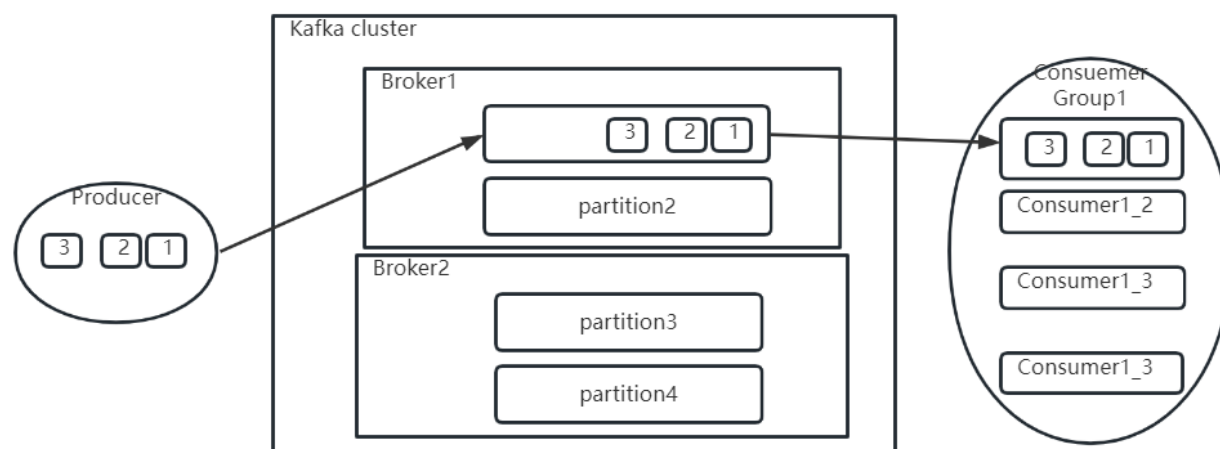 Kafka cluster
Broker1
3 2 1
partition2
Broker2
partition3
partition4
Producer
3 2 1
Consuemer
Group1
3 2 1
Consumer1_2
Consumer1_3
Consumer1_3